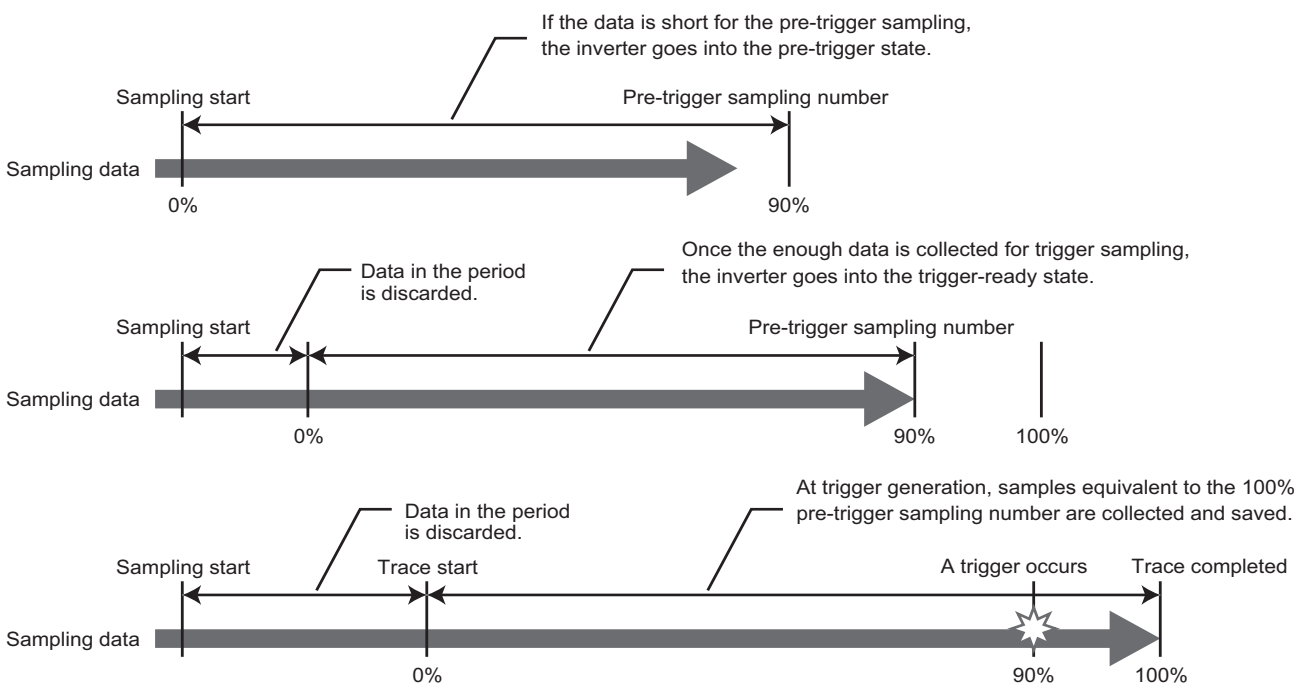 If the data is short for the pre-trigger sampling,
the inverter goes into the pre-trigger state.
Sampling start
Pre-trigger sampling number
Sampling data
0%
90%
Once the enough data is collected for trigger sampling,
the inverter goes into the trigger-ready state.
Data in the period
is discarded.
Sampling start
Pre-trigger sampling number
Sampling data
0%
90%
100%
At trigger generation, samples equivalent to the 100%
pre-trigger sampling number are collected and saved.
Data in the period
is discarded.
Sampling start
Trace start
A trigger occurs
Trace completed
Sampling data
0%
90%
100%